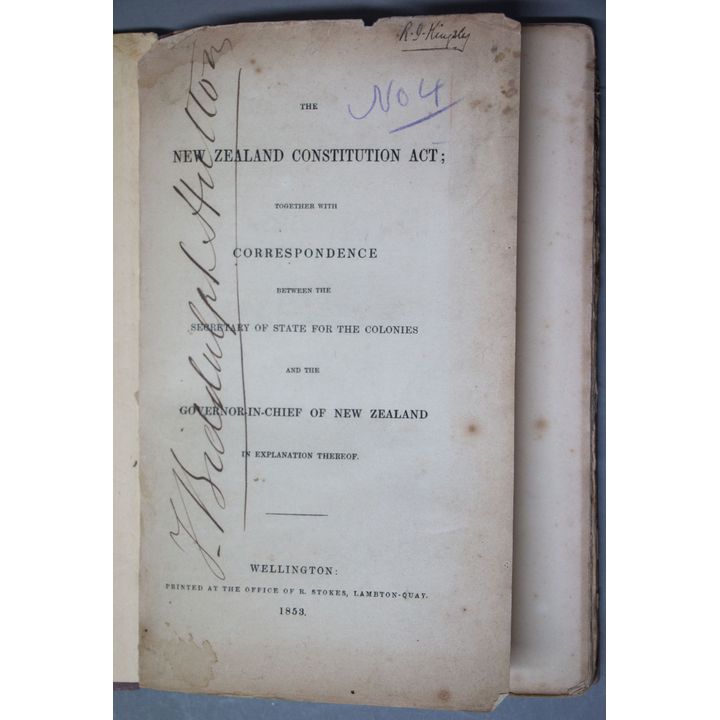 R. I. Kingsley
No 4
THE
NEW ZEALAND CONSTITUTION ACT;
TOGETHER WITH
CORRESPONDENCE
BETWEEN THE
SECRETARY OF STATE FOR THE COLONIES
AND THE
GOVERNOR-IN-CHIEF OF NEW ZEALAND
IN EXPLANATION THEREOF.
WELLINGTON:
PRINTED AT THE OFFICE OF R. STOKES, LAMBTON-QUAY.
1853.
J. Biddulph Hutton